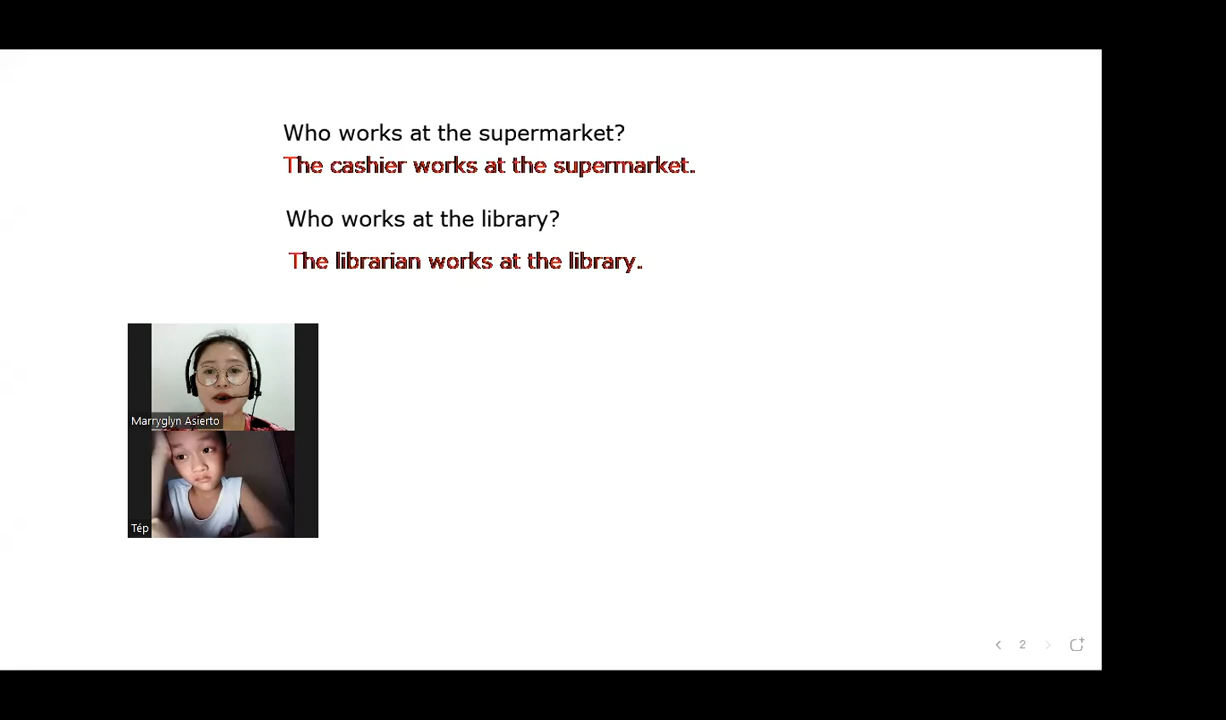 Who works at the supermarket?
The cashier works at the supermarket.
Who works at the library?
The librarian works at the library.
Marryglyn Asierto
Tép
2